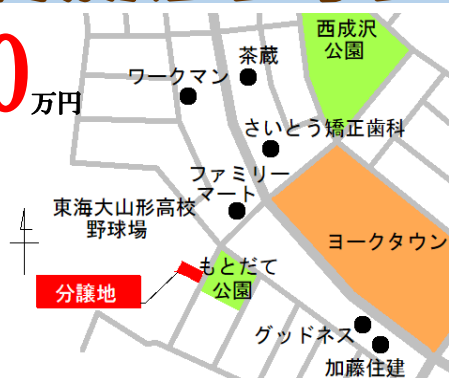 0万円
西成沢
公園
茶蔵
ワークマン
さいとう矯正歯科
ファミリー
マート
東海大山形高校
野球場
ヨークタウン
もとだて
公園
分譲地
グッドネス
加藤住建